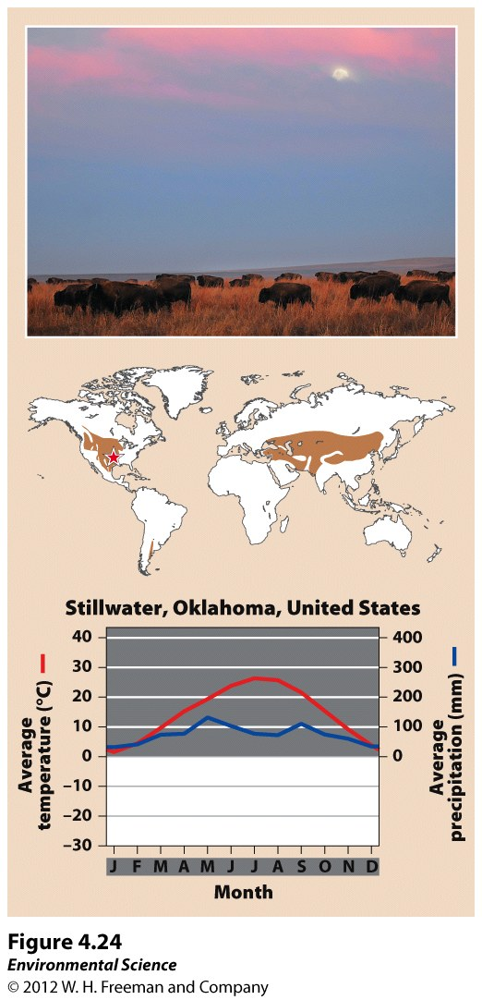 Stillwater, Oklahoma, United States
40
30
20
10
0
–10
–20
–30
Average
temperature (°C)
400
300
200
100
0
Average
precipitation (mm)
J F M A M J J A S O N D
Month
Figure 4.24
Environmental Science
© 2012 W. H. Freeman and Company